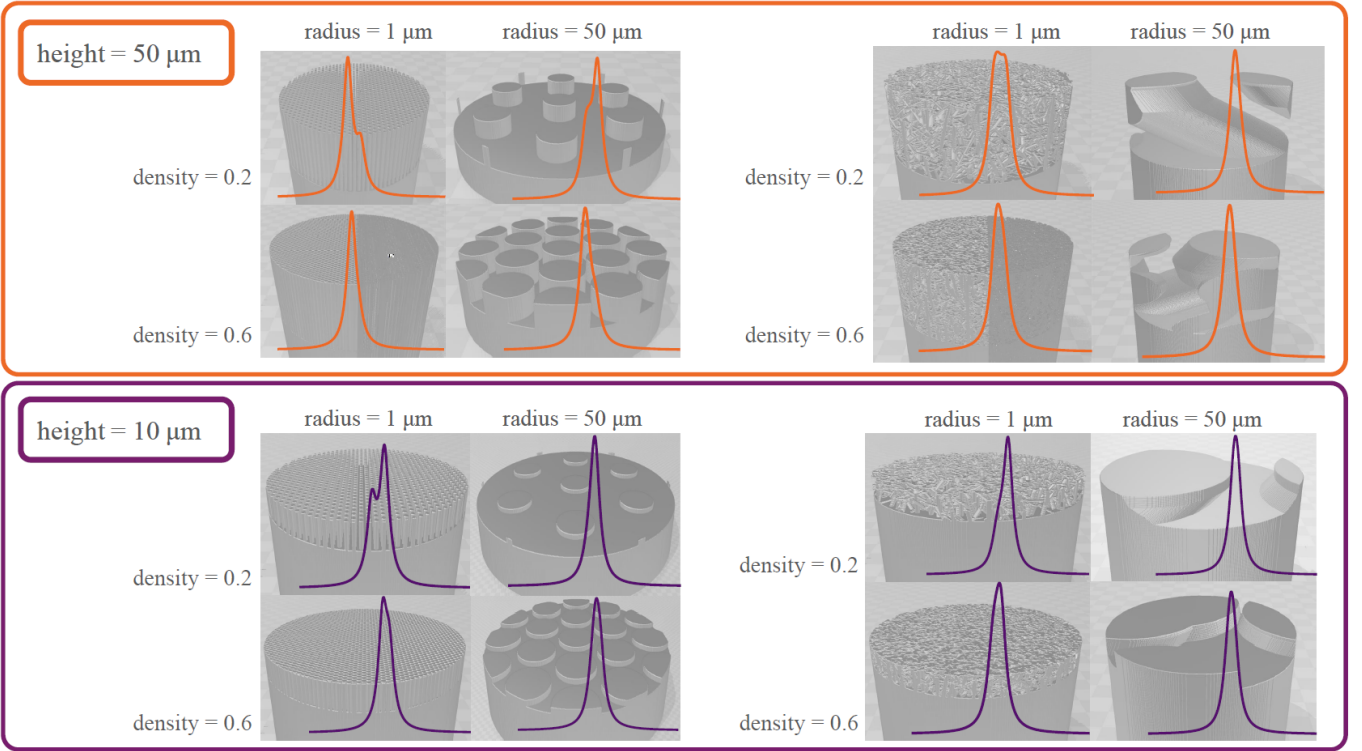 height = 50 μm
radius = 1 μm
radius = 50 μm
radius = 1 μm
radius = 50 μm
density = 0.2
density = 0.2
density = 0.6
density = 0.6
height = 10 μm
radius = 1 μm
radius = 50 μm
radius = 1 μm
radius = 50 μm
density = 0.2
density = 0.2
density = 0.6
density = 0.6